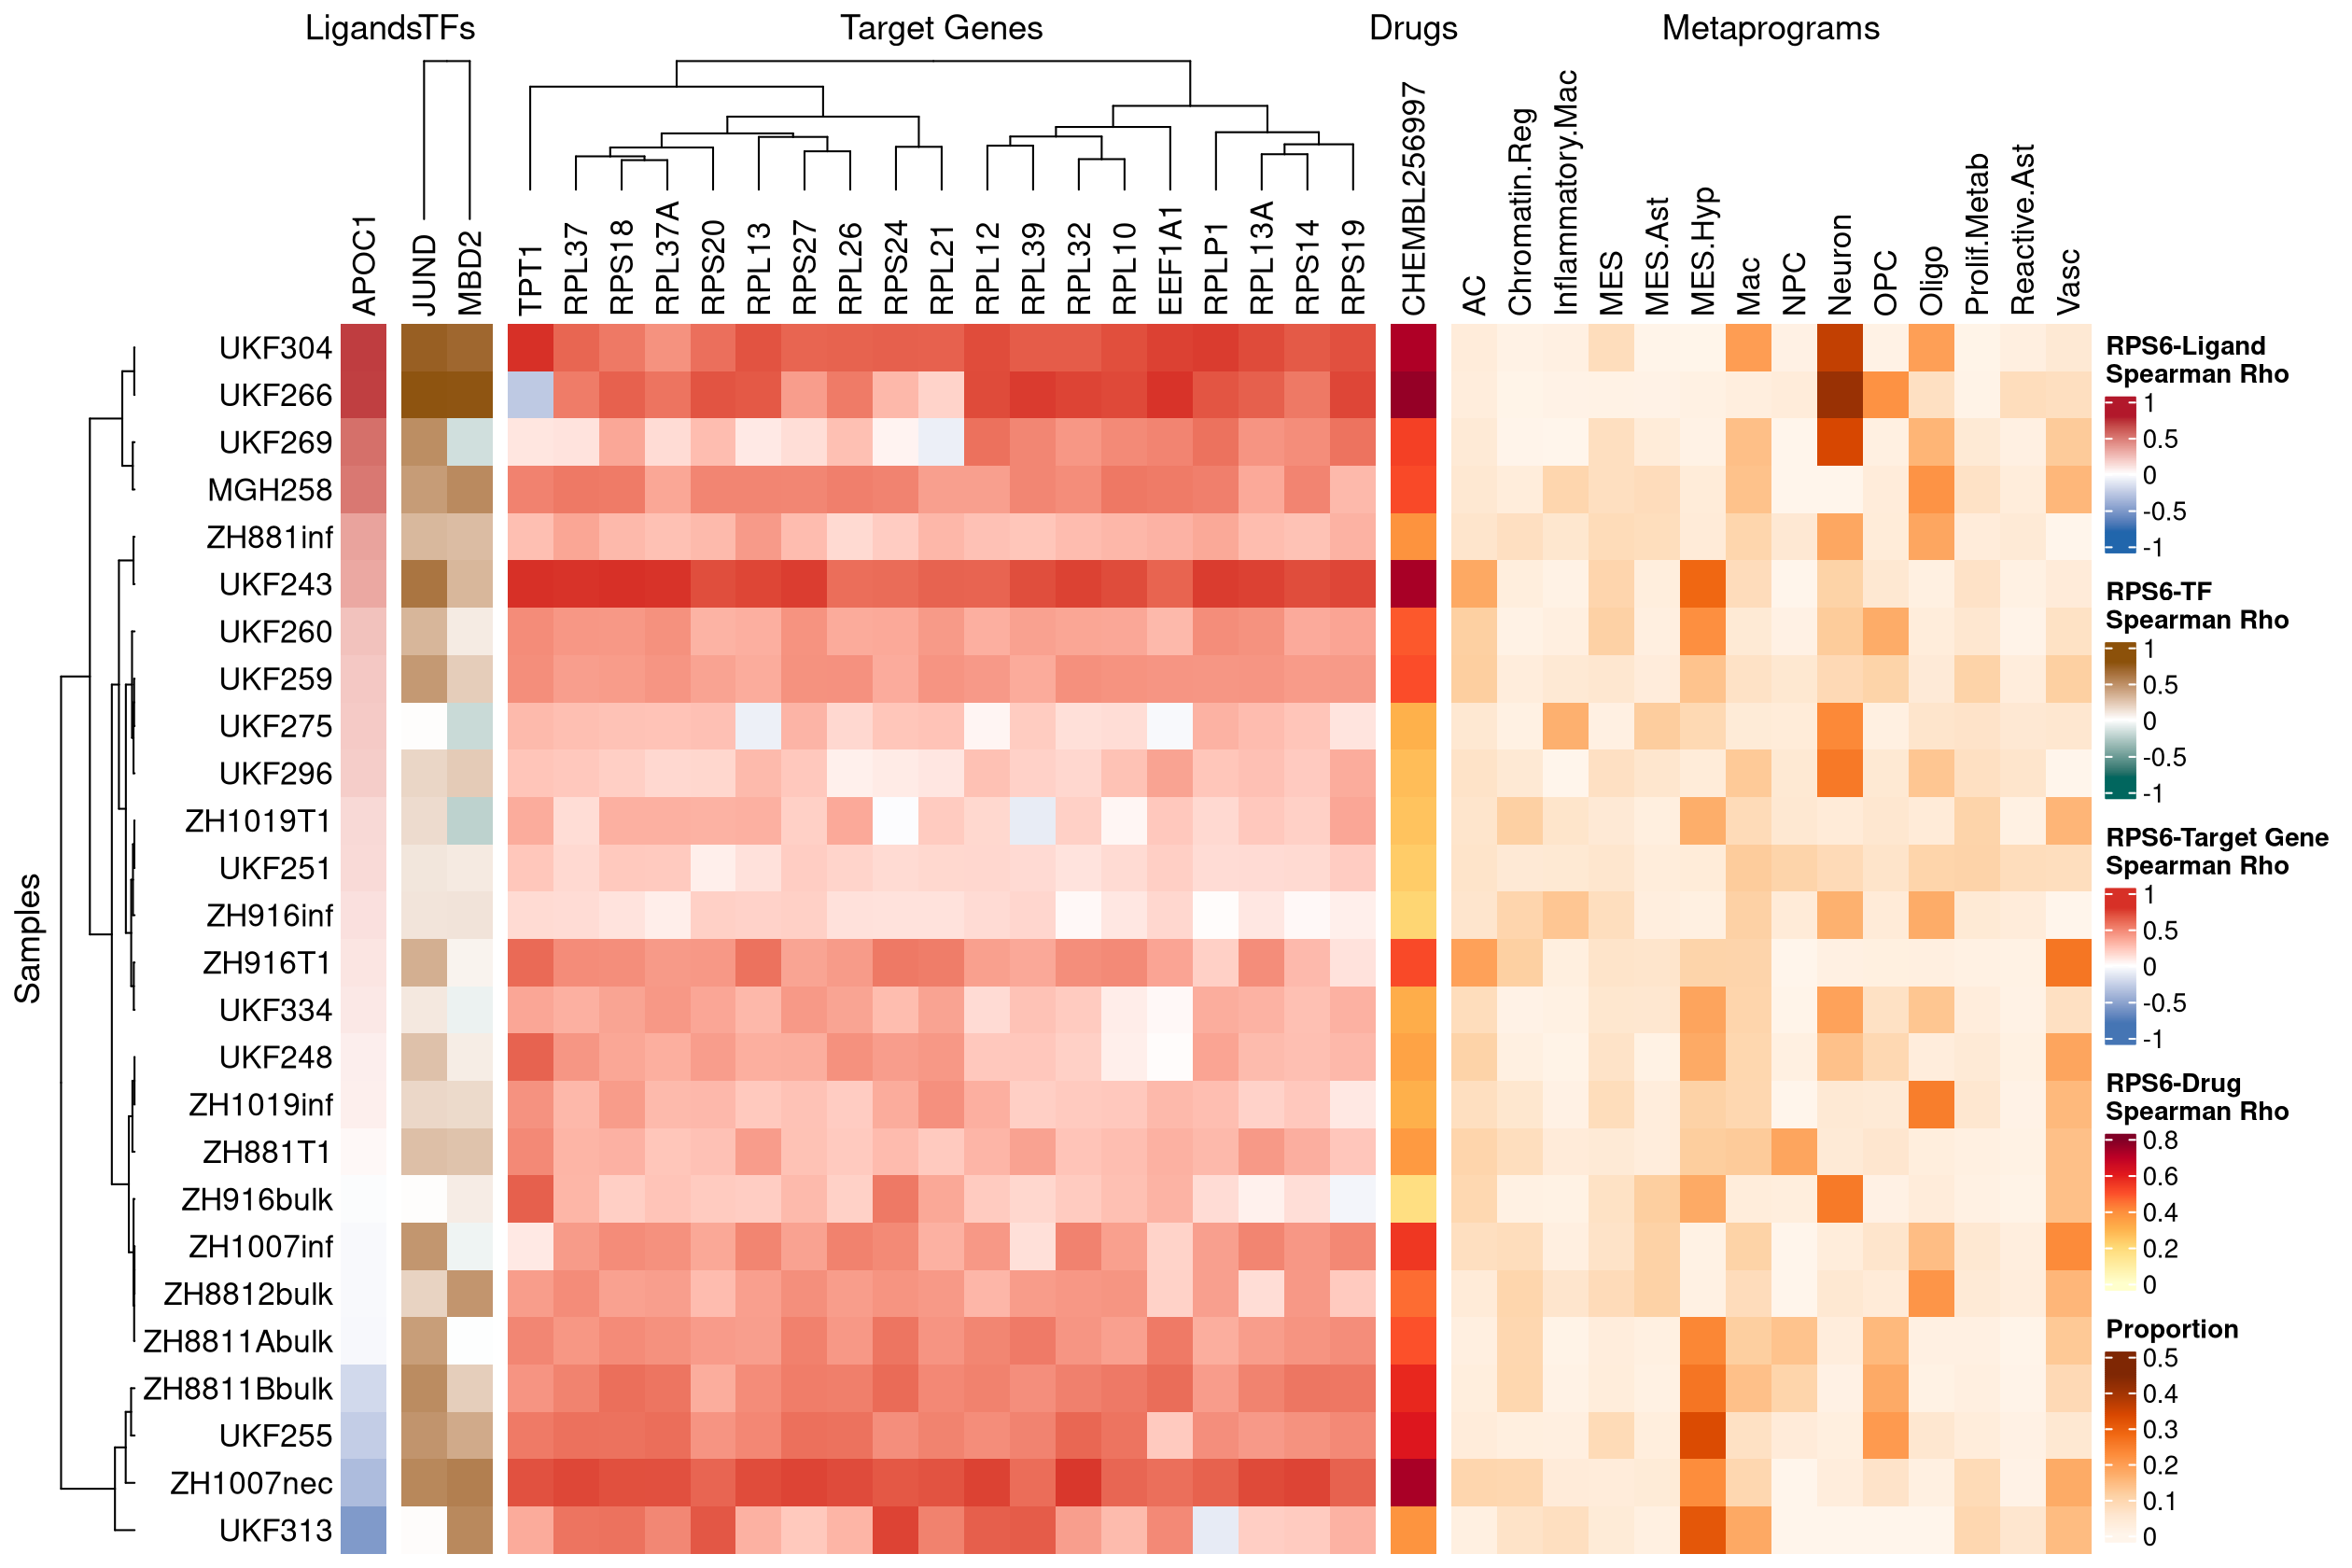 Ligands TFs Target Genes Drugs Metaprograms
APOC1
JUND
MBD2
TPT1
RPL37
RPS18
RPL37A
RPS20
RPL13
RPS27
RPL26
RPS24
RPL21
RPL12
RPL39
RPL32
RPL10
EEF1A1
RPLP1
RPL13A
RPS14
RPS19
CHEMBL256997
AC
Chromatin.Reg
Inflammatory.Mac
MES
MES.Ast
MES.Hyp
Mac
NPC
Neuron
OPC
Oligo
Prolif.Metab
Reactive.Ast
Vasc
Samples
UKF304
UKF266
UKF269
MGH258
ZH881inf
UKF243
UKF260
UKF259
UKF275
UKF296
ZH1019T1
UKF251
ZH916inf
ZH916T1
UKF334
UKF248
ZH1019inf
ZH881T1
ZH916bulk
ZH1007inf
ZH8812bulk
ZH8811Abulk
ZH8811Bbulk
UKF255
ZH1007nec
UKF313
RPS6-Ligand
Spearman Rho
1
0.5
0
-0.5
-1
RPS6-TF
Spearman Rho
1
0.5
0
-0.5
-1
RPS6-Target Gene
Spearman Rho
1
0.5
0
-0.5
-1
RPS6-Drug
Spearman Rho
0.8
0.6
0.4
0.2
0
Proportion
0.5
0.4
0.3
0.2
0.1
0